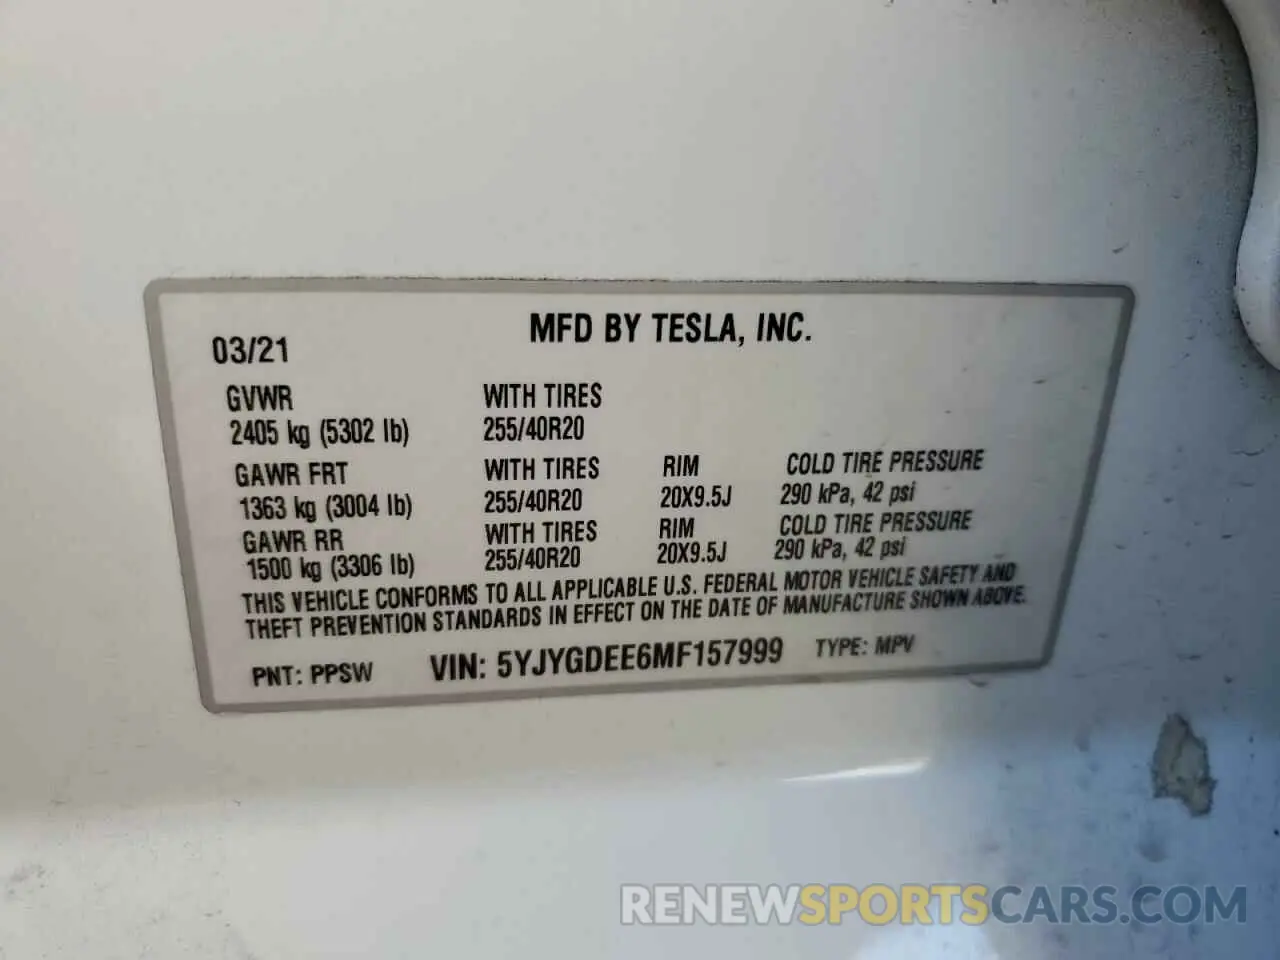 MFD BY TESLA, INC.
03/21
GVWR WITH TIRES
2405 kg (5302 lb) 255/40R20
GAWR FRT WITH TIRES RIM COLD TIRE PRESSURE
1363 kg (3004 lb) 255/40R20 20X9.5J 290 kPa, 42 psi
GAWR RR WITH TIRES RIM COLD TIRE PRESSURE
1500 kg (3306 lb) 255/40R20 20X9.5J 290 kPa, 42 psi
THIS VEHICLE CONFORMS TO ALL APPLICABLE U.S. FEDERAL MOTOR VEHICLE SAFETY AND
THEFT PREVENTION STANDARDS IN EFFECT ON THE DATE OF MANUFACTURE SHOWN ABOVE.
PNT: PPSW VIN: 5YJYGDEE6MF157999 TYPE: MPV
RENEWSPORTSCARS.COM